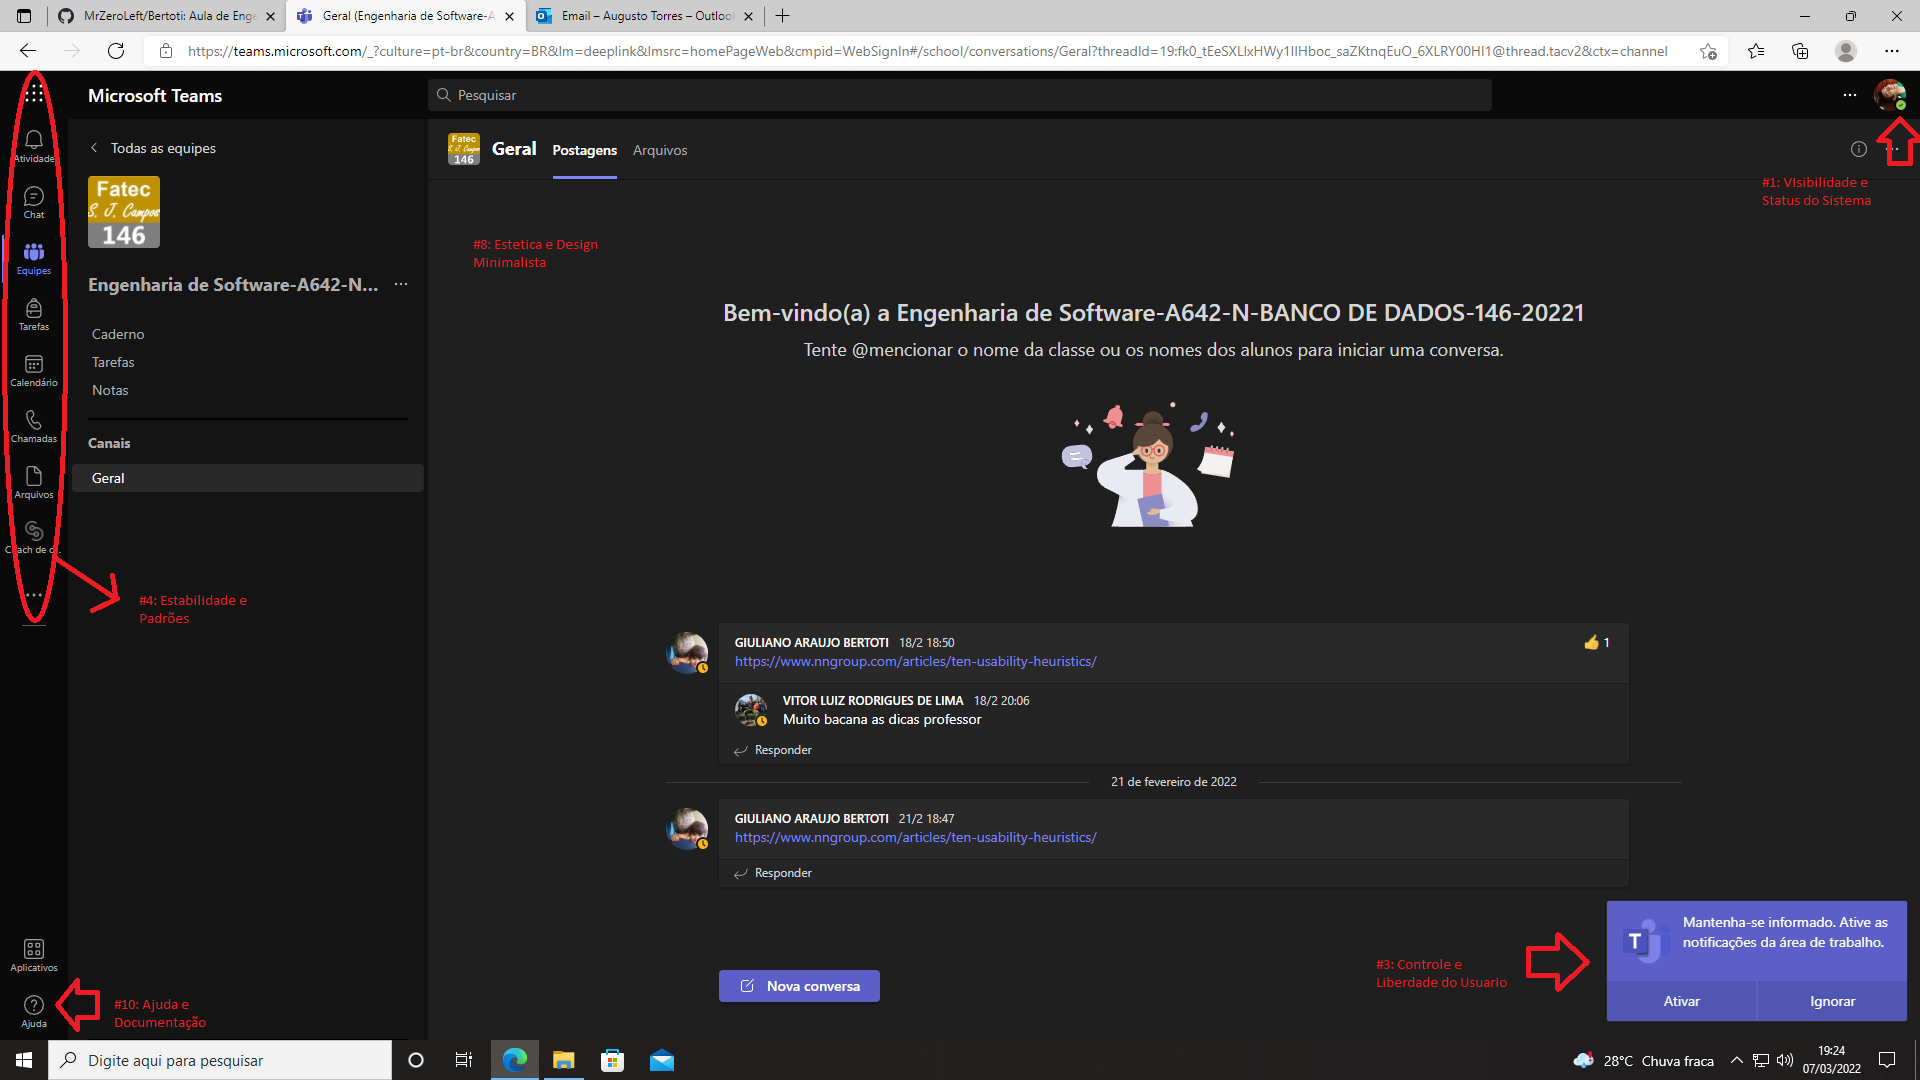 MrZeroLeft/Bertoti: Aula de Enge
Geral (Engenharia de Software-A
Email – Augusto Torres – Outlook
https://teams.microsoft.com/_?culture=pt-br&country=BR&lm=deeplink&lmsrc=homePageWeb&cmpid=WebSignIn#/school/conversations/Geral?threadId=19:fk0_tEeSXLlxHWy1lIHboc_saZKtnqEuO_6XLRY00HI1@thread.tacv2&ctx=channel
Microsoft Teams
Pesquisar
Atividade
Chat
Equipes
Tarefas
Calendário
Chamadas
Arquivos
Coach de c...
Aplicativos
Ajuda
Todas as equipes
Fatec
S. J. Campos
146
Engenharia de Software-A642-N...
Caderno
Tarefas
Notas
Canais
Geral
#4: Estabilidade e
Padrões
#10: Ajuda e
Documentação
Fatec
S. J. Campos
146
Geral
Postagens
Arquivos
#1: VIsibilidade e
Status do Sistema
#8: Estetica e Design
Minimalista
Bem-vindo(a) a Engenharia de Software-A642-N-BANCO DE DADOS-146-20221
Tente @mencionar o nome da classe ou os nomes dos alunos para iniciar uma conversa.
GIULIANO ARAUJO BERTOTI 18/2 18:50
1
https://www.nngroup.com/articles/ten-usability-heuristics/
VITOR LUIZ RODRIGUES DE LIMA 18/2 20:06
Muito bacana as dicas professor
Responder
21 de fevereiro de 2022
GIULIANO ARAUJO BERTOTI 21/2 18:47
https://www.nngroup.com/articles/ten-usability-heuristics/
Responder
Nova conversa
#3: Controle e
Liberdade do Usuario
T
Mantenha-se informado. Ative as
notificações da área de trabalho.
Ativar
Ignorar
Digite aqui para pesquisar
28°C Chuva fraca
19:24
07/03/2022